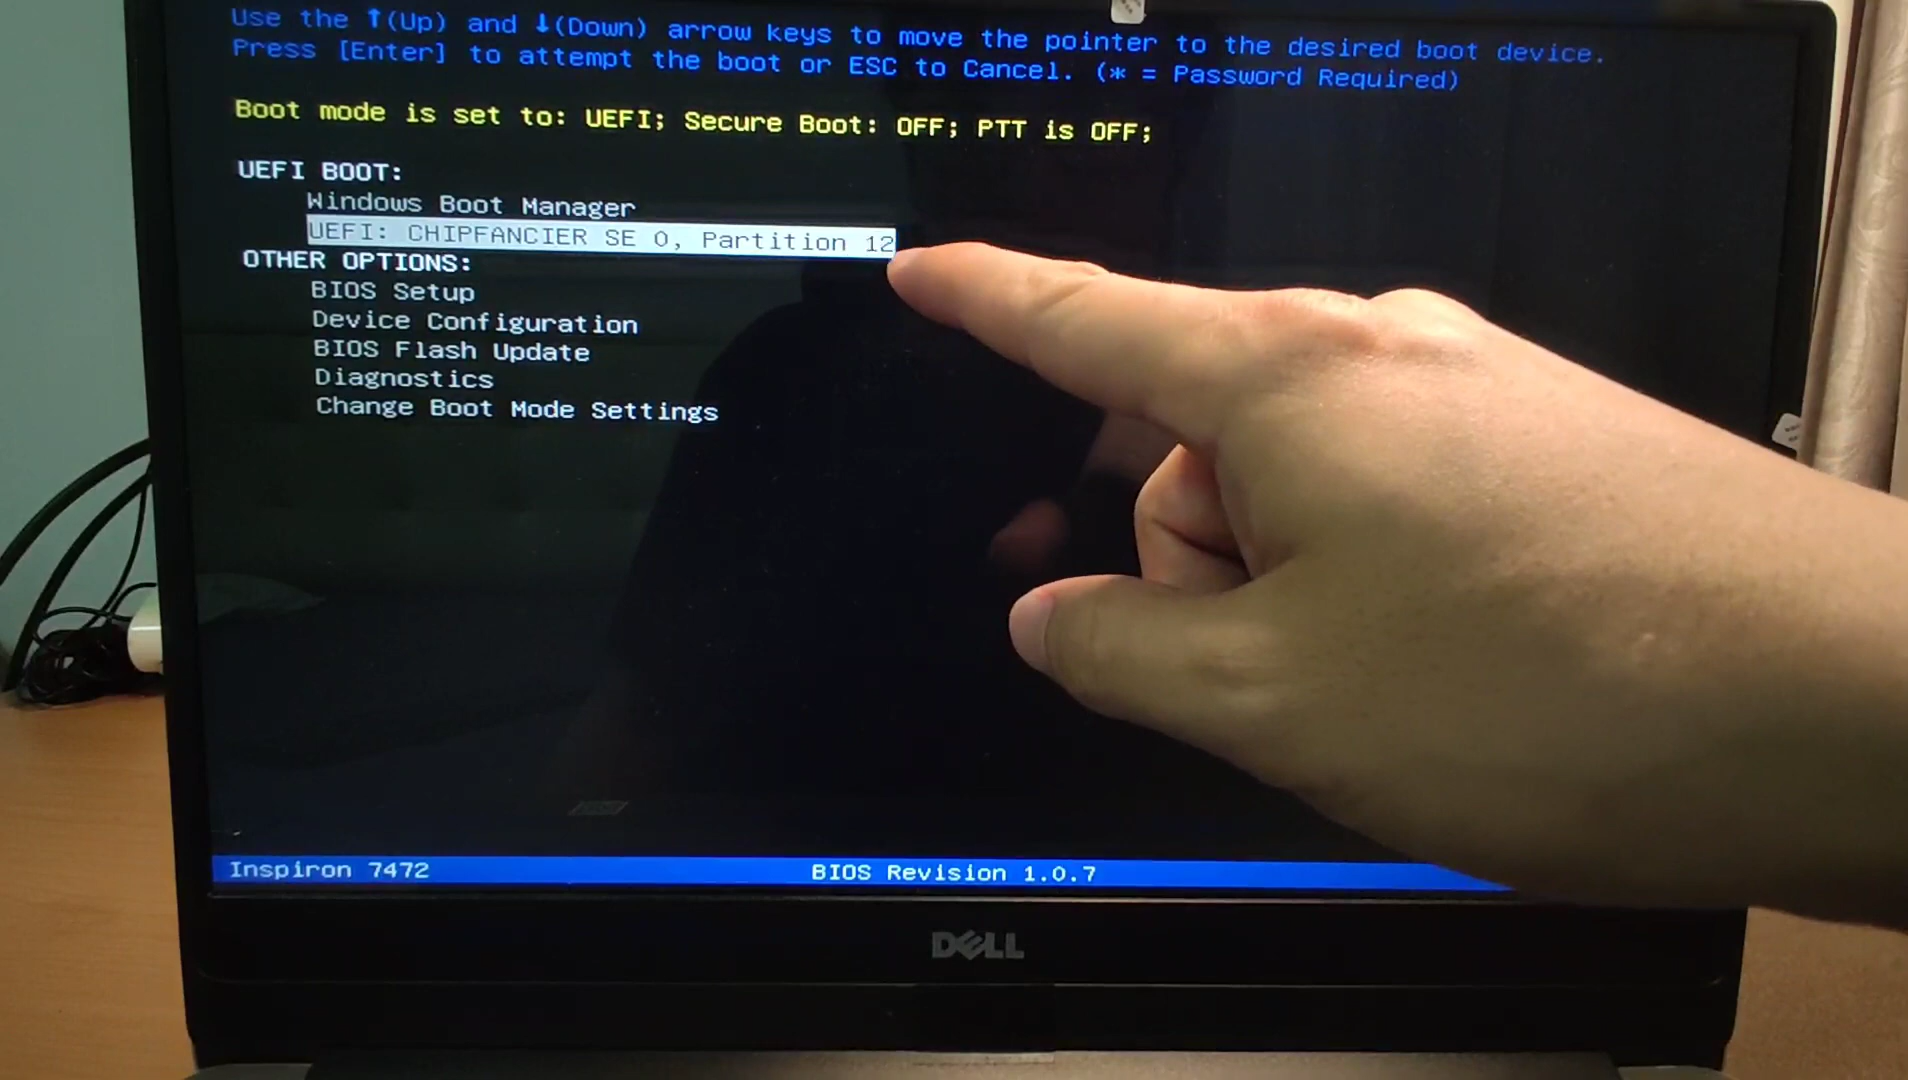 Use the ↑(Up) and ↓(Down) arrow keys to move the pointer to the desired boot device.
Press [Enter] to attempt the boot or ESC to Cancel. (* = Password Required)
Boot mode is set to: UEFI; Secure Boot: OFF; PTT is OFF;
UEFI BOOT:
Windows Boot Manager
UEFI: CHIPFANCIER SE 0, Partition 12
OTHER OPTIONS:
BIOS Setup
Device Configuration
BIOS Flash Update
Diagnostics
Change Boot Mode Settings
Inspiron 7472
BIOS Revision 1.0.7
DELL